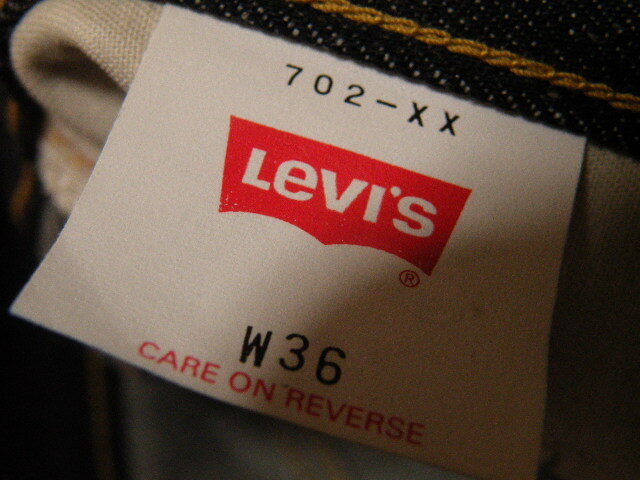 702-XX
Levi's
®
W36
CARE ON REVERSE